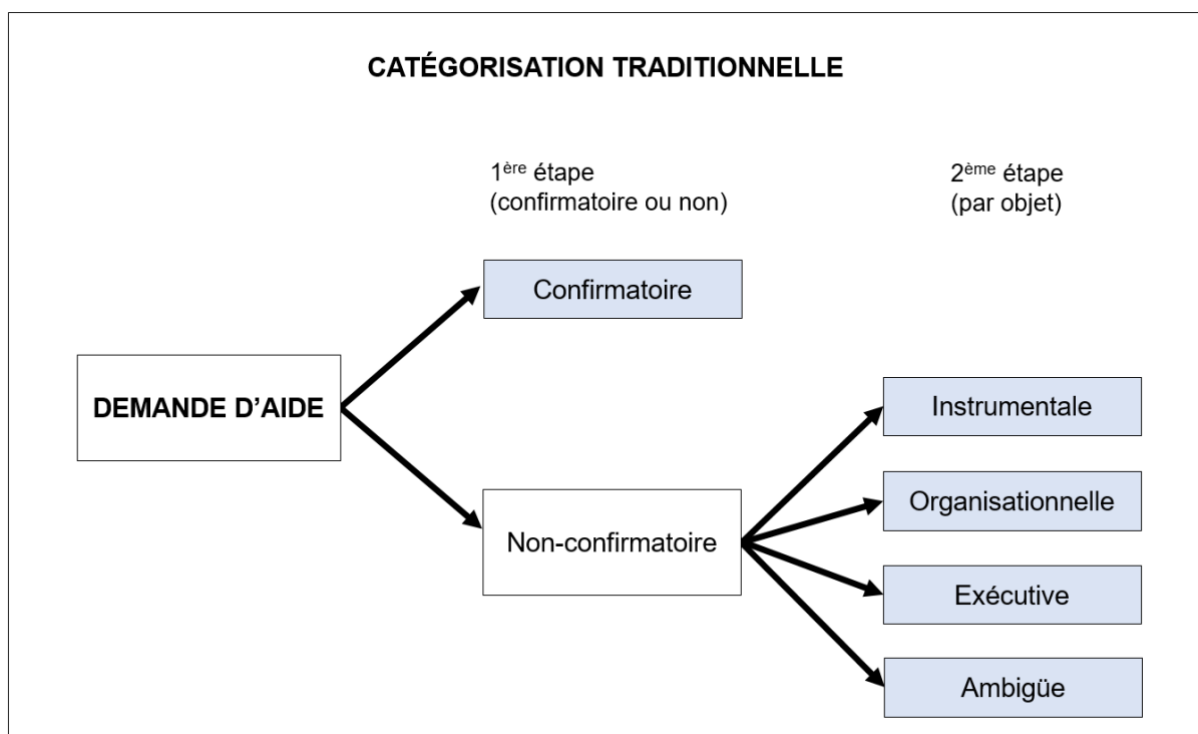 CATÉGORISATION TRADITIONNELLE
1ère étape
(confirmatoire ou non)
2ème étape
(par objet)
Confirmatoire
DEMANDE D'AIDE
Instrumentale
Organisationnelle
Non-confirmatoire
Exécutive
Ambigüe